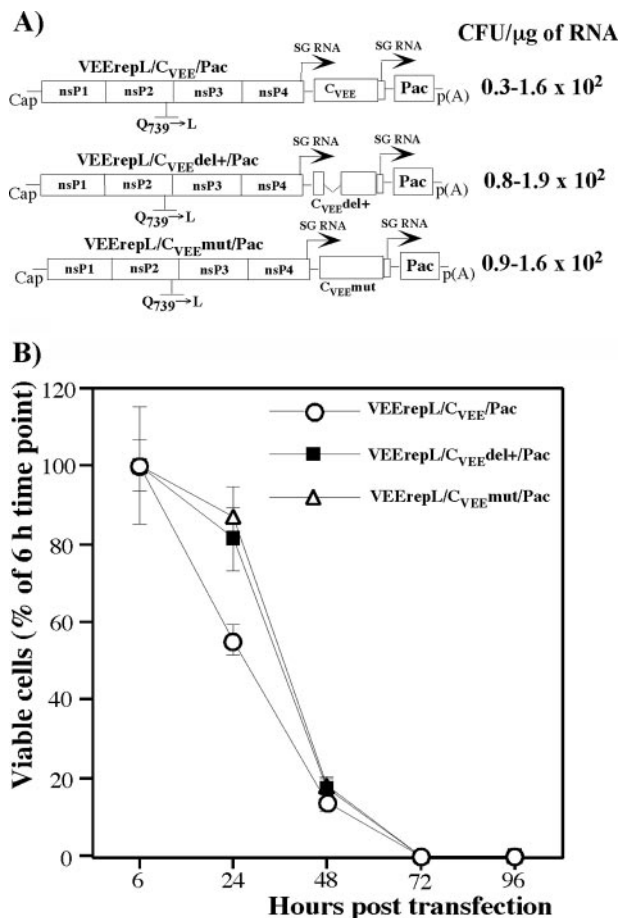 A)
CFU/µg of RNA
SG RNA SG RNA
VEErepL/CVEE/Pac
Cap nsP1 nsP2 nsP3 nsP4 CVEE Pac p(A) 0.3-1.6 x 10²
Q739→L
SG RNA SG RNA
VEErepL/CVEEdel+/Pac
Cap nsP1 nsP2 nsP3 nsP4 Pac p(A) 0.8-1.9 x 10²
CVEEdel+
Q739→L
SG RNA SG RNA
VEErepL/CVEEmut/Pac
Cap nsP1 nsP2 nsP3 nsP4 Pac p(A) 0.9-1.6 x 10²
CVEEmut
Q739→L
B)
Viable cells (% of 6 h time point)
120
100
80
60
40
20
0
VEErepL/CVEE/Pac
VEErepL/CVEEdel+/Pac
VEErepL/CVEEmut/Pac
6 24 48 72 96
Hours post transfection